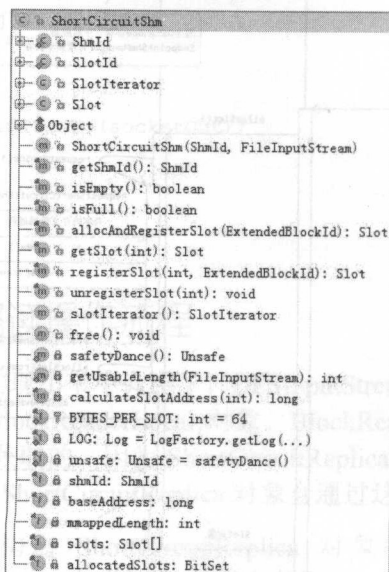 ShortCircuitShm
ShmId
SlotId
SlotIterator
Slot
Object
ShortCircuitShm(ShmId, FileInputStream)
getShmId(): ShmId
isEmpty(): boolean
isFull(): boolean
allocAndRegisterSlot(ExtendedBlockId): Slot
getSlot(int): Slot
registerSlot(int, ExtendedBlockId): Slot
unregisterSlot(int): void
slotIterator(): SlotIterator
free(): void
safetyDance(): Unsafe
getUsableLength(FileInputStream): int
calculateSlotAddress(int): long
BYTES_PER_SLOT: int = 64
LOG: Log = LogFactory.getLog(...)
unsafe: Unsafe = safetyDance()
shmId: ShmId
baseAddress: long
mmappedLength: int
slots: Slot[]
allocatedSlots: BitSet